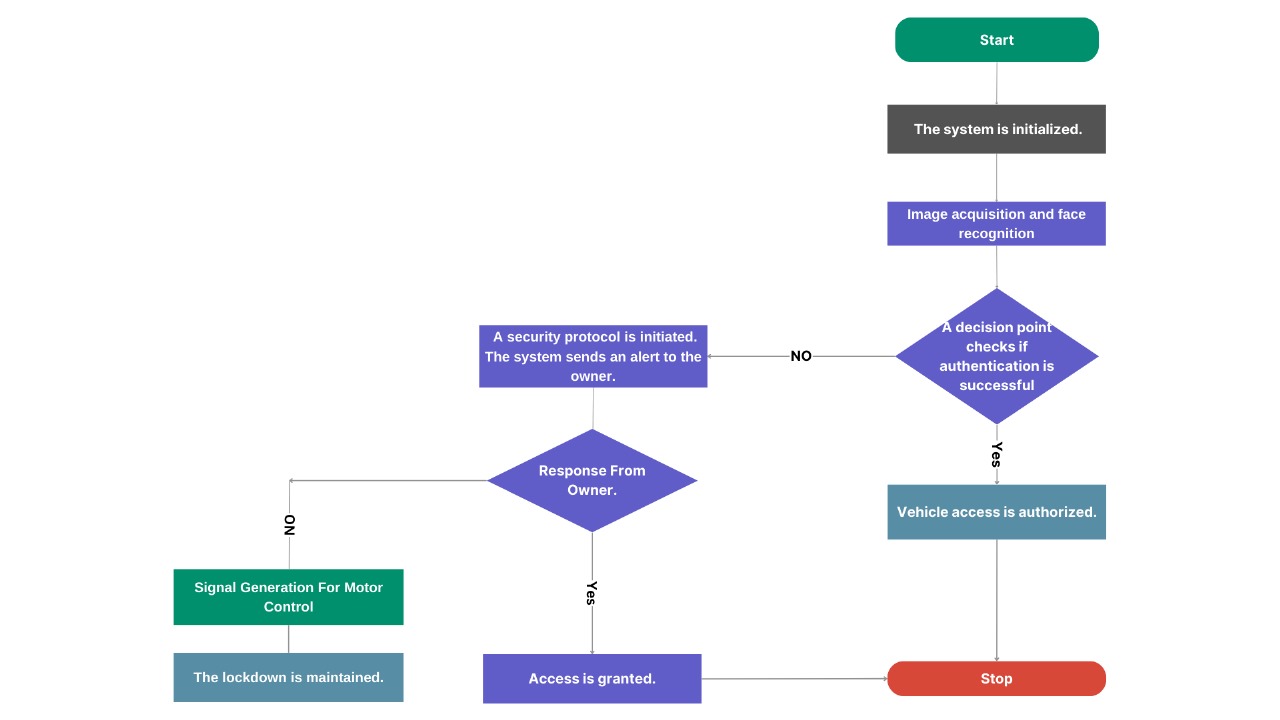 Start
The system is initialized.
Image acquisition and face
recognition
A decision point
checks if
authentication is
successful
NO
A security protocol is initiated.
The system sends an alert to the
owner.
Yes
Response From
Owner.
Vehicle access is authorized.
NO
Signal Generation For Motor
Control
Yes
The lockdown is maintained.
Access is granted.
Stop